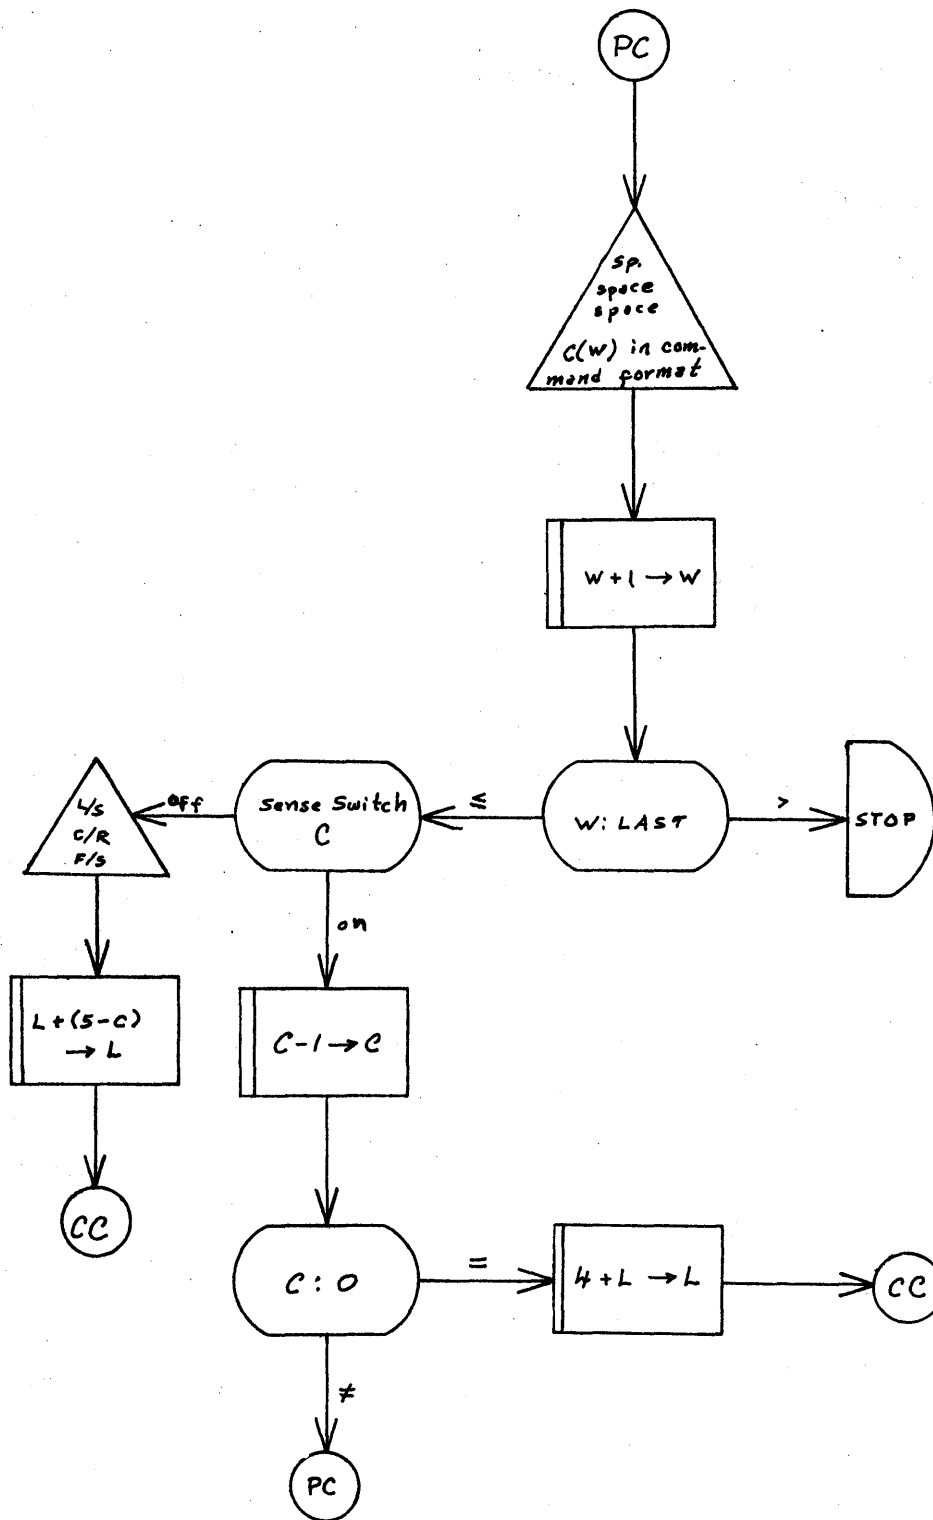 PC
sp.
space
space
C(W) in com-
mand format
W + 1 → W
W: LAST
>
STOP
≤
Sense Switch
C
off
L/S
C/R
F/S
L + (5-C)
→ L
CC
on
C-1 → C
C : 0
=
4 + L → L
CC
≠
PC